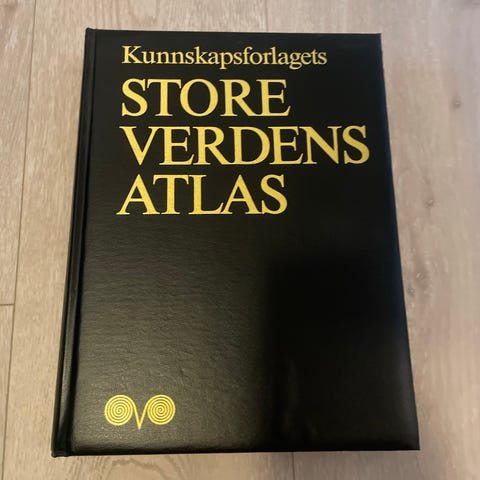 Kunnskapsforlagets
STORE
VERDENS
ATLAS